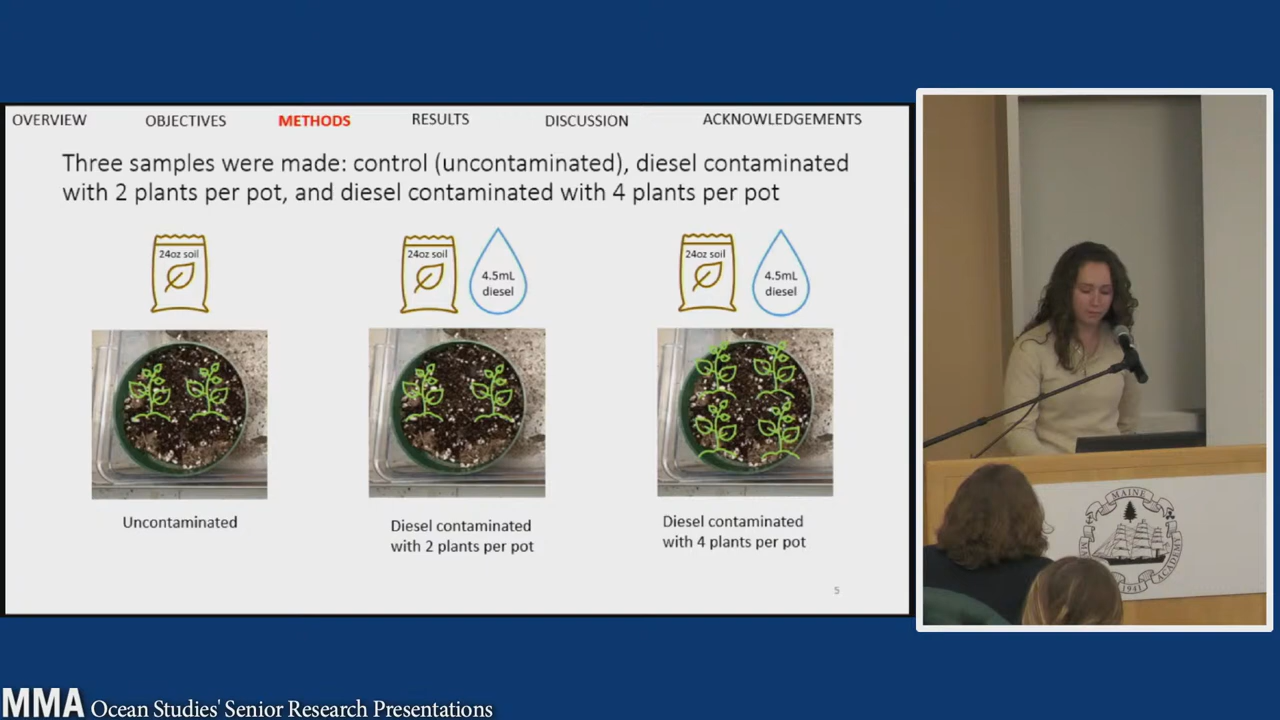 OVERVIEW OBJECTIVES METHODS RESULTS DISCUSSION ACKNOWLEDGEMENTS
Three samples were made: control (uncontaminated), diesel contaminated
with 2 plants per pot, and diesel contaminated with 4 plants per pot
24oz soil
24oz soil
4.5mL
diesel
24oz soil
4.5mL
diesel
Uncontaminated
Diesel contaminated
with 2 plants per pot
Diesel contaminated
with 4 plants per pot
5
MAINE
ACADEMY
1941
MMA Ocean Studies' Senior Research Presentations